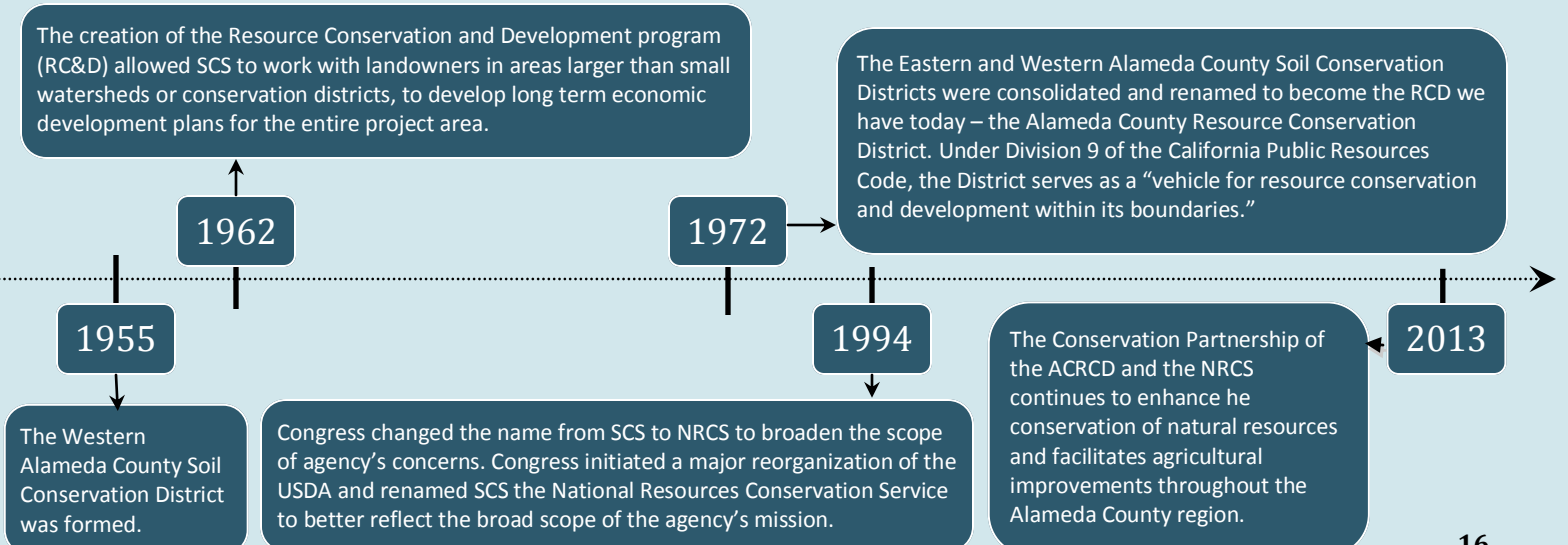 The creation of the Resource Conservation and Development program
(RC&D) allowed SCS to work with landowners in areas larger than small
watersheds or conservation districts, to develop long term economic
development plans for the entire project area.
The Eastern and Western Alameda County Soil Conservation
Districts were consolidated and renamed to become the RCD we
have today – the Alameda County Resource Conservation
District. Under Division 9 of the California Public Resources
Code, the District serves as a “vehicle for resource conservation
and development within its boundaries.”
1962
1972
1955
1994
2013
The Western
Alameda County Soil
Conservation District
was formed.
Congress changed the name from SCS to NRCS to broaden the scope
of agency’s concerns. Congress initiated a major reorganization of the
USDA and renamed SCS the National Resources Conservation Service
to better reflect the broad scope of the agency’s mission.
The Conservation Partnership of
the ACRCD and the NRCS
continues to enhance he
conservation of natural resources
and facilitates agricultural
improvements throughout the
Alameda County region.
16